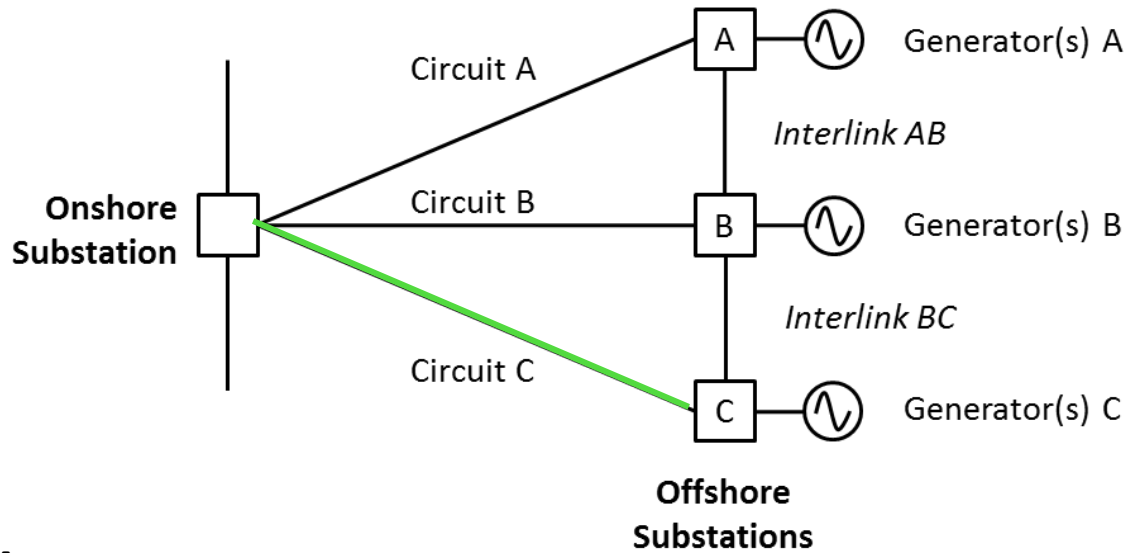 A
Generator(s) A
Circuit A
Interlink AB
Onshore
Substation
Circuit B
B
Generator(s) B
Interlink BC
Circuit C
C
Generator(s) C
Offshore
Substations